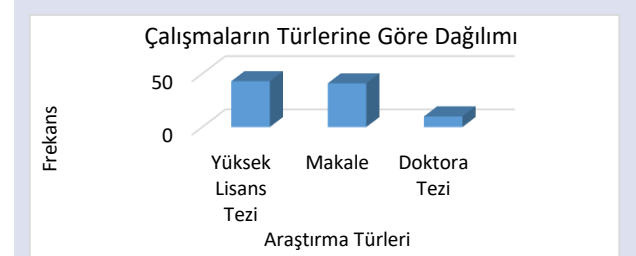 Çalışmaların Türlerine Göre Dağılımı
50
0
Frekans
Yüksek
Lisans
Tezi
Makale
Doktora
Tezi
Araştırma Türleri